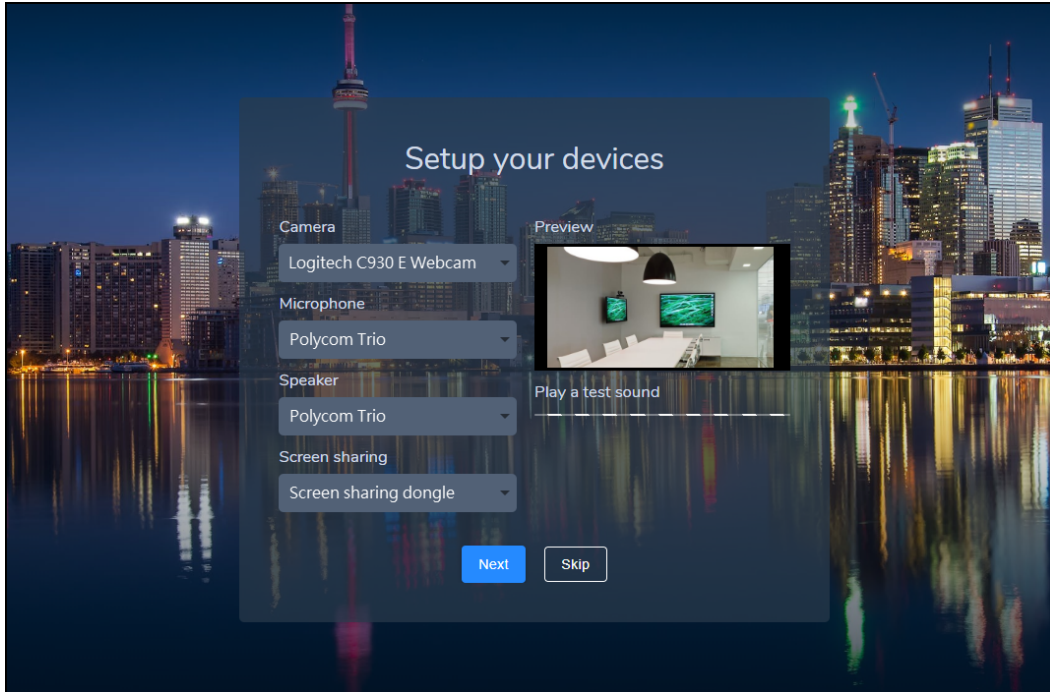 Setup your devices
Camera
Logitech C930 E Webcam
Microphone
Polycom Trio
Speaker
Polycom Trio
Screen sharing
Screen sharing dongle
Preview
Play a test sound
Next
Skip